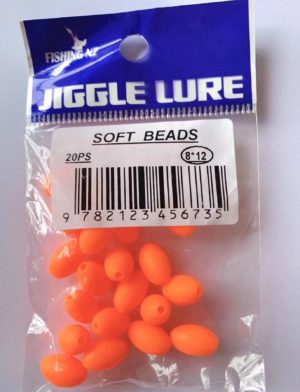 FISHING NZ
JIGGLE LURE
SOFT BEADS
20PS 8*12
9 782123 456735